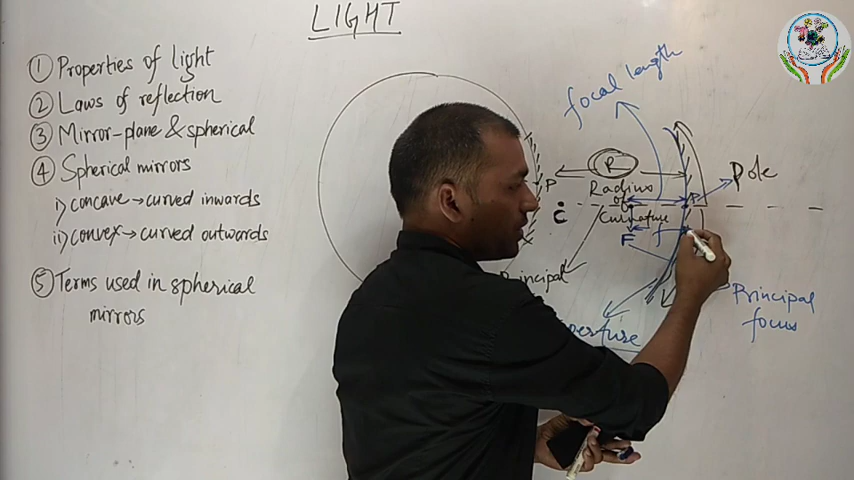 LIGHT
① Properties of light
② Laws of reflection
③ Mirror-plane & spherical
④ Spherical mirrors
i) concave → curved inwards
ii) convex → curved outwards
⑤ Terms used in spherical
mirrors
focal length
P
R
Radius
of
Curvature
C
F
f
P
Pole
Principal
Principal
focus